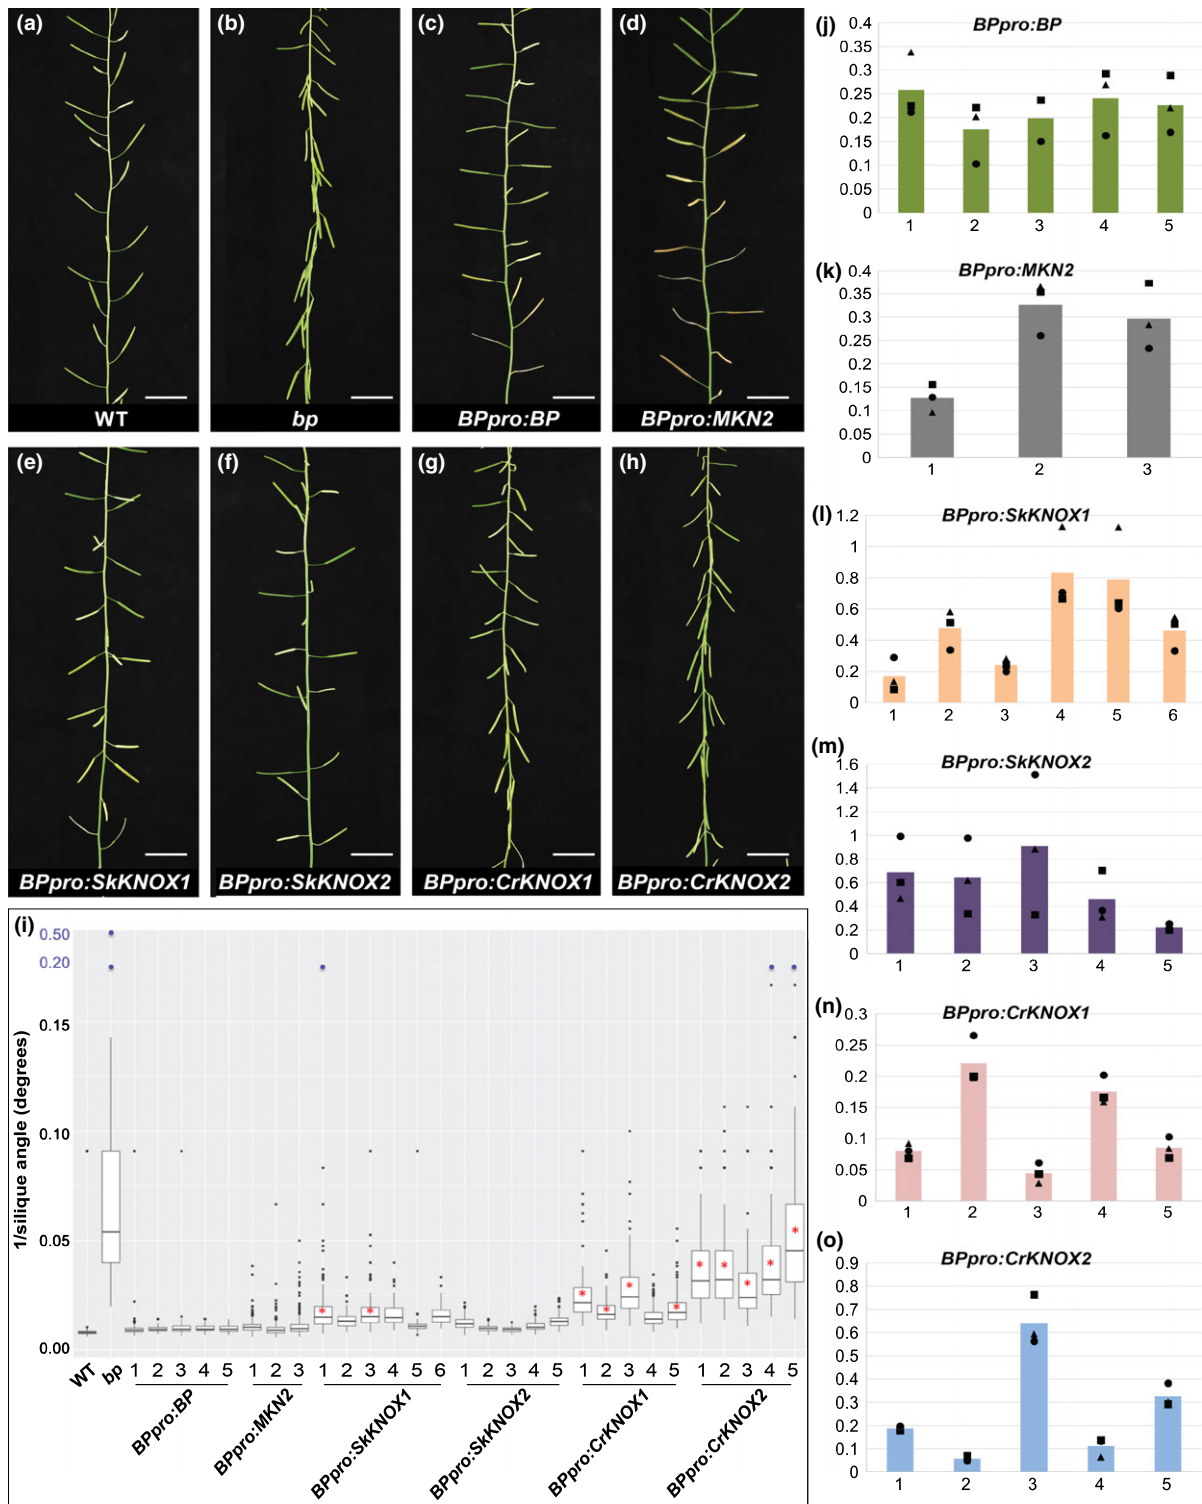 (a)
(b)
(c)
(d)
WT
bp
BPpro:BP
BPpro:MKN2
(e)
(f)
(g)
(h)
BPpro:SkKNOX1
BPpro:SkKNOX2
BPpro:CrKNOX1
BPpro:CrKNOX2
(i)
0.50
0.20
0.15
0.10
0.05
0.00
1/silique angle (degrees)
WT bp 1 2 3 4 5 1 2 3 1 2 3 4 5 6 1 2 3 4 5 1 2 3 4 5 1 2 3 4 5
BPpro:BP
BPpro:MKN2
BPpro:SkKNOX1
BPpro:SkKNOX2
BPpro:CrKNOX1
BPpro:CrKNOX2
(j)
BPpro:BP
0.4
0.35
0.3
0.25
0.2
0.15
0.1
0.05
0
1 2 3 4 5
(k)
BPpro:MKN2
0.4
0.35
0.3
0.25
0.2
0.15
0.1
0.05
0
1 2 3
(l)
BPpro:SkKNOX1
1.2
1
0.8
0.6
0.4
0.2
0
1 2 3 4 5 6
(m)
BPpro:SkKNOX2
1.6
1.4
1.2
1
0.8
0.6
0.4
0.2
0
1 2 3 4 5
(n)
BPpro:CrKNOX1
0.3
0.25
0.2
0.15
0.1
0.05
0
1 2 3 4 5
(o)
BPpro:CrKNOX2
0.9
0.8
0.7
0.6
0.5
0.4
0.3
0.2
0.1
0
1 2 3 4 5